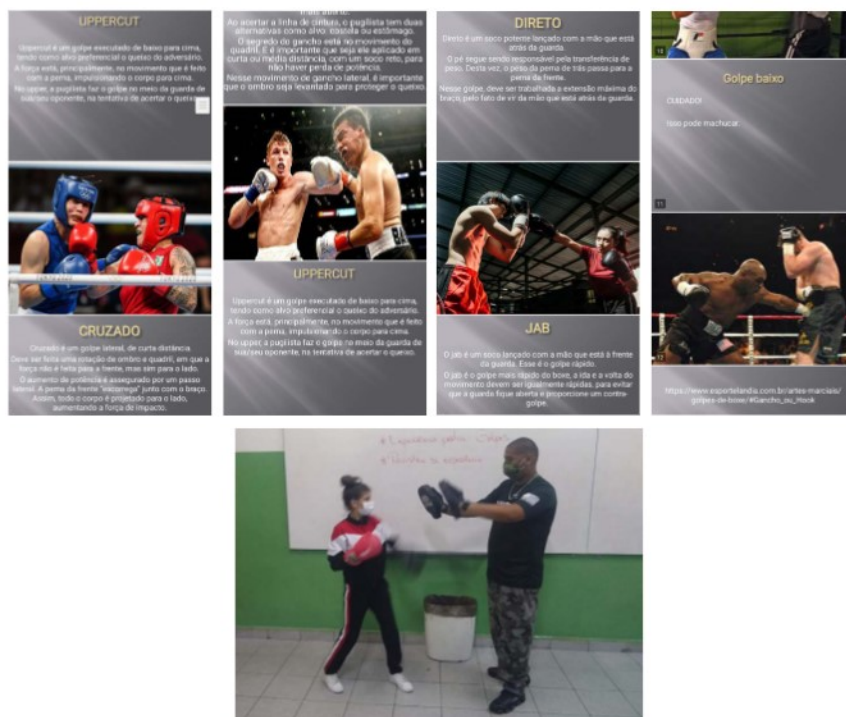 UPPERCUT
Uppercut é um golpe executado de baixo para cima,
tendo como alvo preferencial o queixo do adversário.
A força está, principalmente, no movimento que é feito
com a perna, impulsionando o corpo para cima.
No upper, a pugilista faz o golpe no meio da guarda de
sua/seu oponente, na tentativa de acertar o queixo.
CRUZADO
Cruzado é um golpe lateral, de curta distância.
Deve ser feita uma rotação de ombro e quadril, em que a
força não é feita para a frente, mas sim para o lado.
O aumento de potência é assegurado por um passo
lateral. A perna da frente "escorrega" junto com o braço.
Assim, todo o corpo é projetado para o lado,
aumentando a força de impacto.
Ao acertar a linha de cintura, o pugilista tem duas
alternativas como alvo: costela ou estômago.
O segredo do gancho está no movimento do
quadril. E é importante que seja ele aplicado em
curta ou média distância, com um soco reto, para
não haver perda de potência.
Nesse movimento de gancho lateral, é importante
que o ombro seja levantado para proteger o queixo.
UPPERCUT
Uppercut é um golpe executado de baixo para cima,
tendo como alvo preferencial o queixo do adversário.
A força está, principalmente, no movimento que é feito
com a perna, impulsionando o corpo para cima.
No upper, a pugilista faz o golpe no meio da guarda de
sua/seu oponente, na tentativa de acertar o queixo.
DIRETO
Direto é um soco potente lançado com a mão que está
atrás da guarda.
O pé segue sendo responsável pela transferência de
peso. Desta vez, o peso da perna de trás passa para a
perna da frente.
Nesse golpe, deve ser trabalhada a extensão máxima do
braço, pelo fato de vir da mão que está atrás da guarda.
JAB
O jab é um soco lançado com a mão que está à frente
da guarda. Esse é o golpe rápido.
O jab é o golpe mais rápido do boxe, a ida e a volta do
movimento devem ser igualmente rápidas, para evitar
que a guarda fique aberta e proporcione um contra-
golpe.
Golpe baixo
CUIDADO!
Isso pode machucar.
11
12
https://www.esportelandia.com.br/artes-marciais/
golpes-de-boxe/#Gancho_ou_Hook